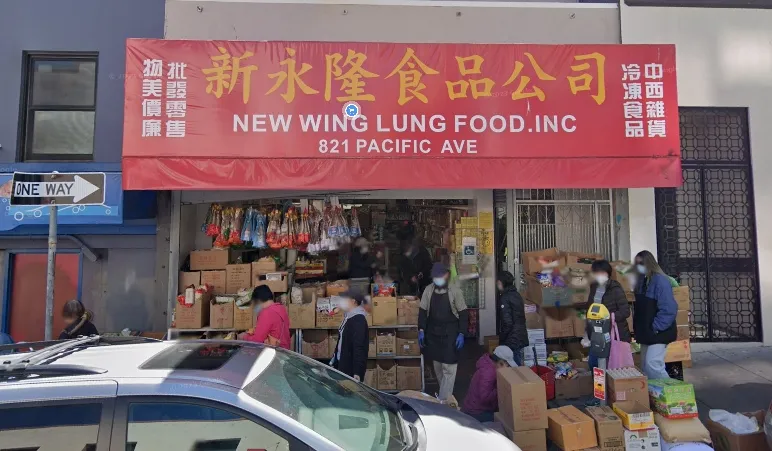 新永隆食品公司
NEW WING LUNG FOOD.INC
821 PACIFIC AVE
批發零售
物美價廉
中西雜貨
冷凍食品
ONE WAY